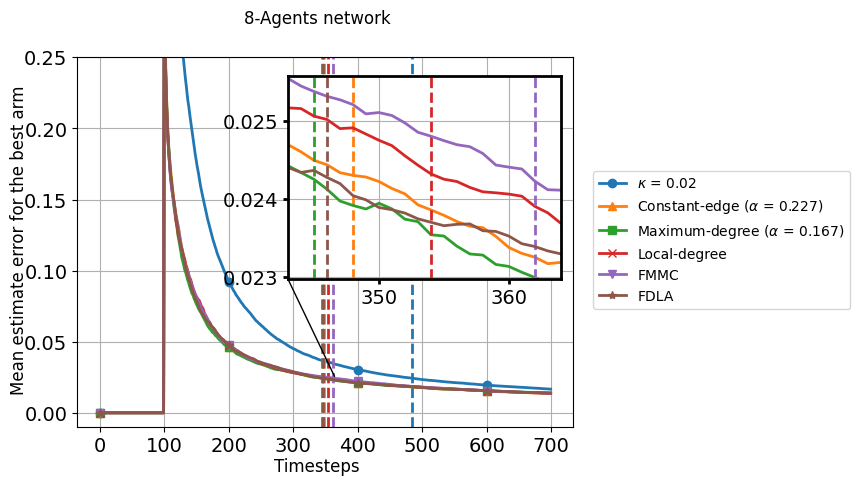 8-Agents network
Mean estimate error for the best arm
0.25
0.20
0.15
0.10
0.05
0.00
0.025
0.024
0.023
350 360
0 100 200 300 400 500 600 700
Timesteps
κ = 0.02
Constant-edge (α = 0.227)
Maximum-degree (α = 0.167)
Local-degree
FMMC
FDLA